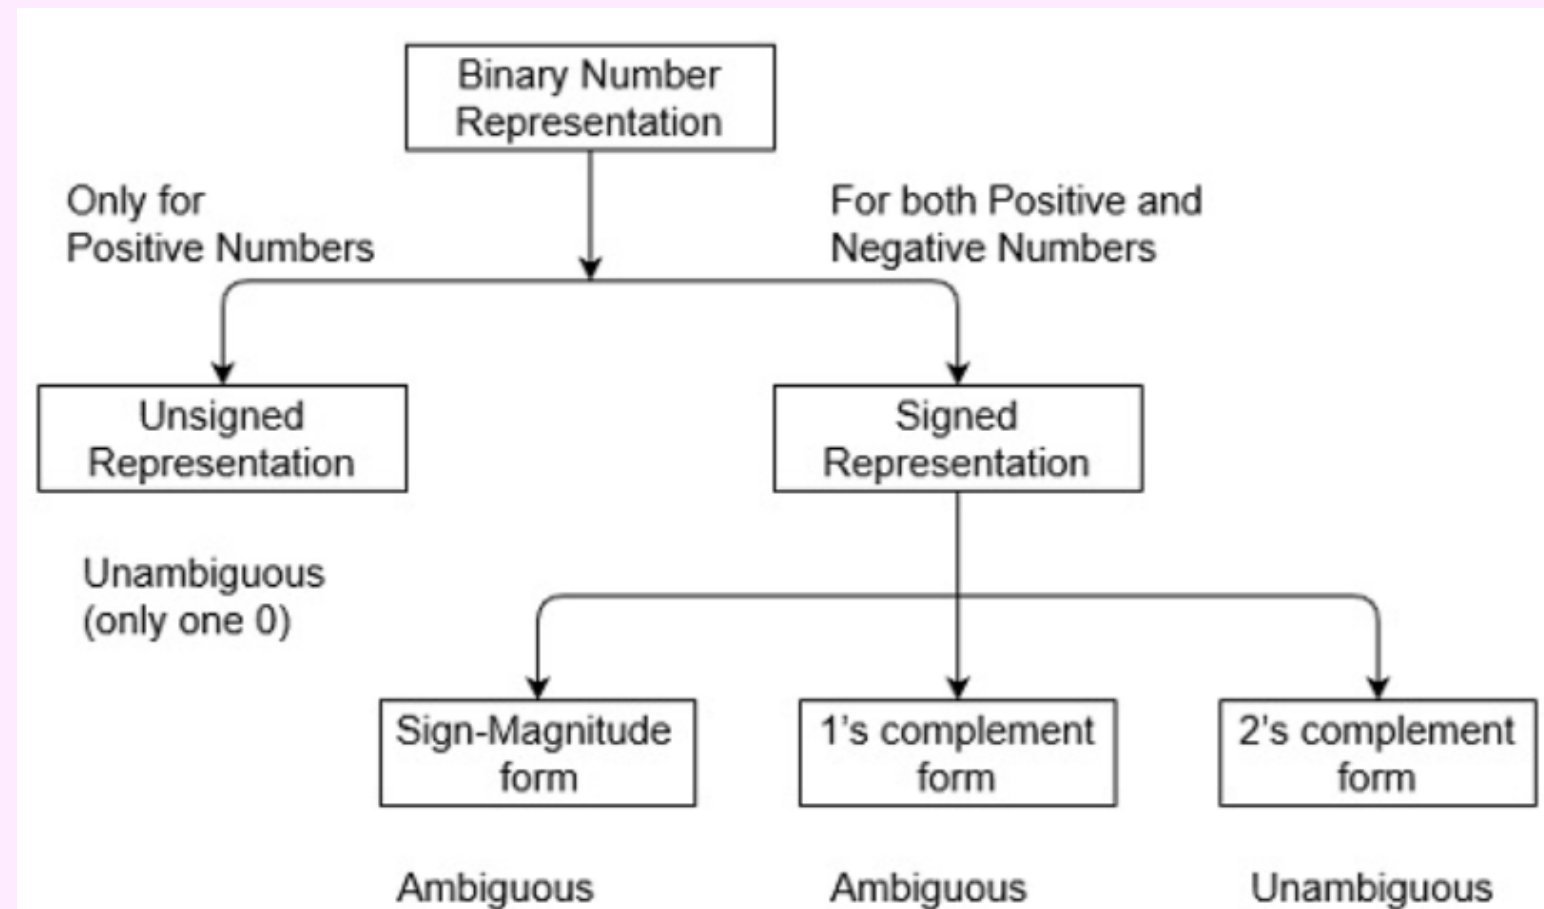 Binary Number
Representation
Only for
Positive Numbers
For both Positive and
Negative Numbers
Unsigned
Representation
Signed
Representation
Unambiguous
(only one 0)
Sign-Magnitude
form
1's complement
form
2's complement
form
Ambiguous
Ambiguous
Unambiguous